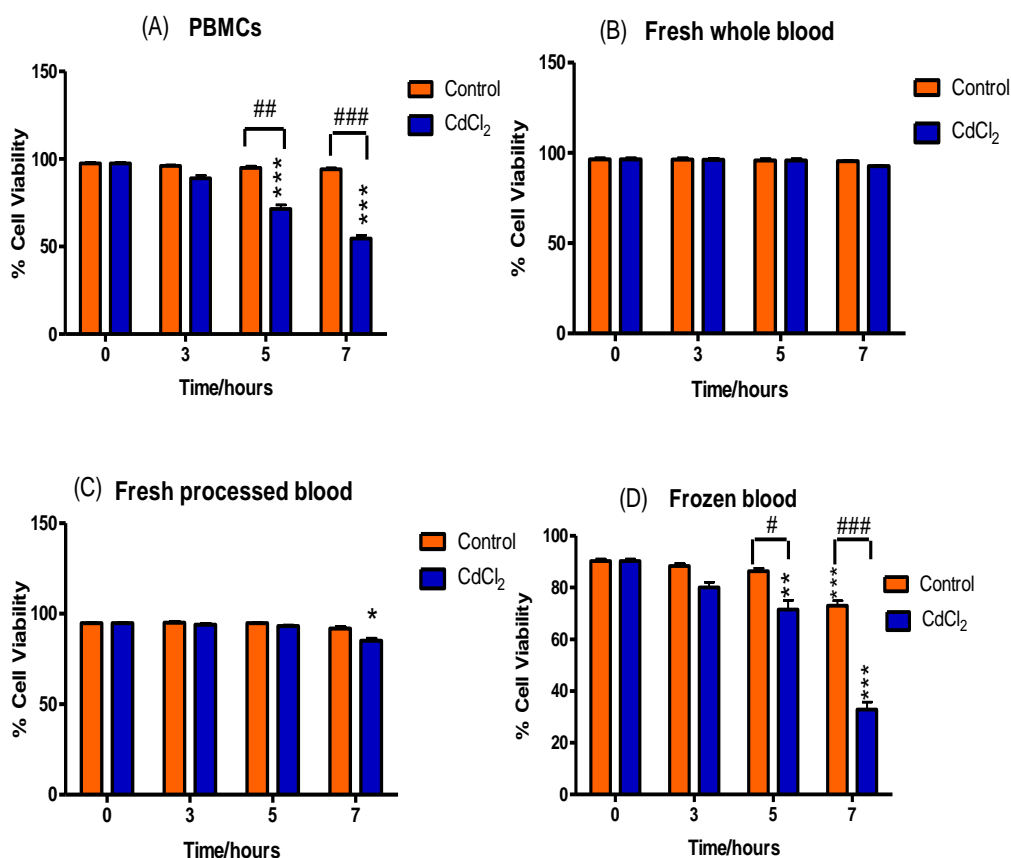 (A) PBMCs
150
100
50
0
% Cell Viability
##
###
***
***
Control
CdCl₂
0 3 5 7
Time/hours
(B) Fresh whole blood
150
100
50
0
% Cell Viability
Control
CdCl₂
0 3 5 7
Time/hours
(C) Fresh processed blood
150
100
50
0
% Cell Viability
*
Control
CdCl₂
0 3 5 7
Time/hours
(D) Frozen blood
100
80
60
40
20
0
% Cell Viability
#
###
**
***
***
Control
CdCl₂
0 3 5 7
Time/hours